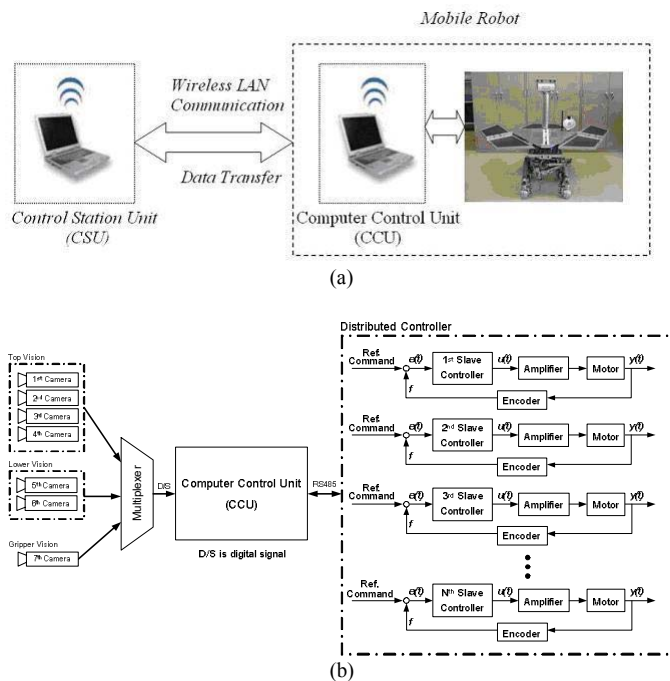 Mobile Robot
Wireless LAN
Communication
Data Transfer
Control Station Unit
(CSU)
Computer Control Unit
(CCU)
(a)
Distributed Controller
Top Vision
1st Camera
2nd Camera
3rd Camera
4th Camera
Lower Vision
5th Camera
6th Camera
Gripper Vision
7th Camera
Multiplexer
D/S
Computer Control Unit
(CCU)
D/S is digital signal
RS485
Ref.
Command
e(t)
f
1st Slave
Controller
u(t)
Amplifier
Motor
y(t)
Encoder
Ref.
Command
e(t)
f
2nd Slave
Controller
u(t)
Amplifier
Motor
y(t)
Encoder
Ref.
Command
e(t)
f
3rd Slave
Controller
u(t)
Amplifier
Motor
y(t)
Encoder
Ref.
Command
e(t)
f
Nth Slave
Controller
u(t)
Amplifier
Motor
y(t)
Encoder
(b)